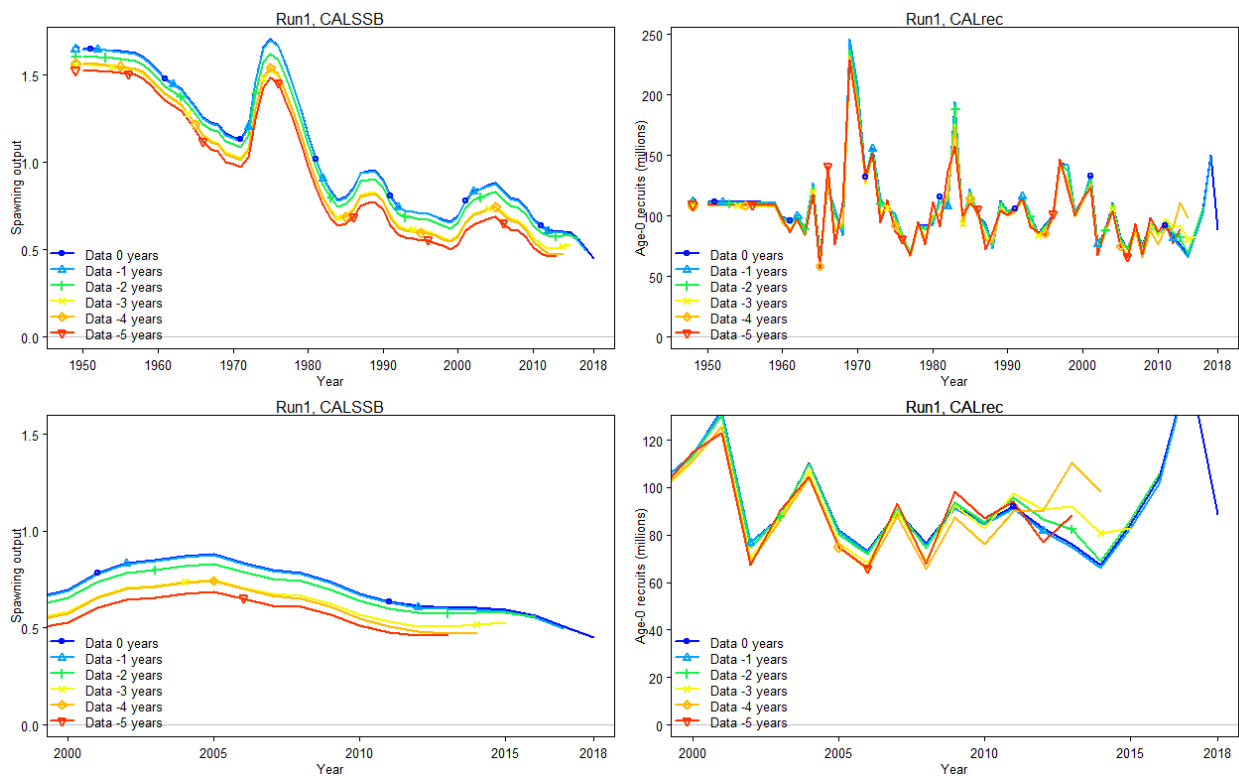 Run1, CALSSB
Spawning output
1.5
1.0
0.5
0.0
Data 0 years
Data -1 years
Data -2 years
Data -3 years
Data -4 years
Data -5 years
1950 1960 1970 1980 1990 2000 2010 2018
Year
Run1, CALrec
Age-0 recruits (millions)
250
200
150
100
50
0
Data 0 years
Data -1 years
Data -2 years
Data -3 years
Data -4 years
Data -5 years
1950 1960 1970 1980 1990 2000 2010 2018
Year
Run1, CALSSB
Spawning output
1.5
1.0
0.5
0.0
Data 0 years
Data -1 years
Data -2 years
Data -3 years
Data -4 years
Data -5 years
2000 2005 2010 2015 2018
Year
Run1, CALrec
Age-0 recruits (millions)
120
100
80
60
40
20
0
Data 0 years
Data -1 years
Data -2 years
Data -3 years
Data -4 years
Data -5 years
2000 2005 2010 2015 2018
Year